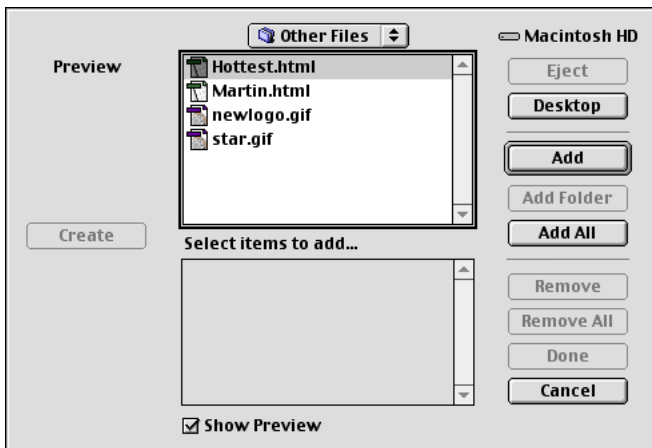 Other Files
Macintosh HD
Preview
Hottest.html
Martin.html
newlogo.gif
star.gif
Eject
Desktop
Add
Add Folder
Add All
Create
Select items to add...
Remove
Remove All
Done
Cancel
Show Preview